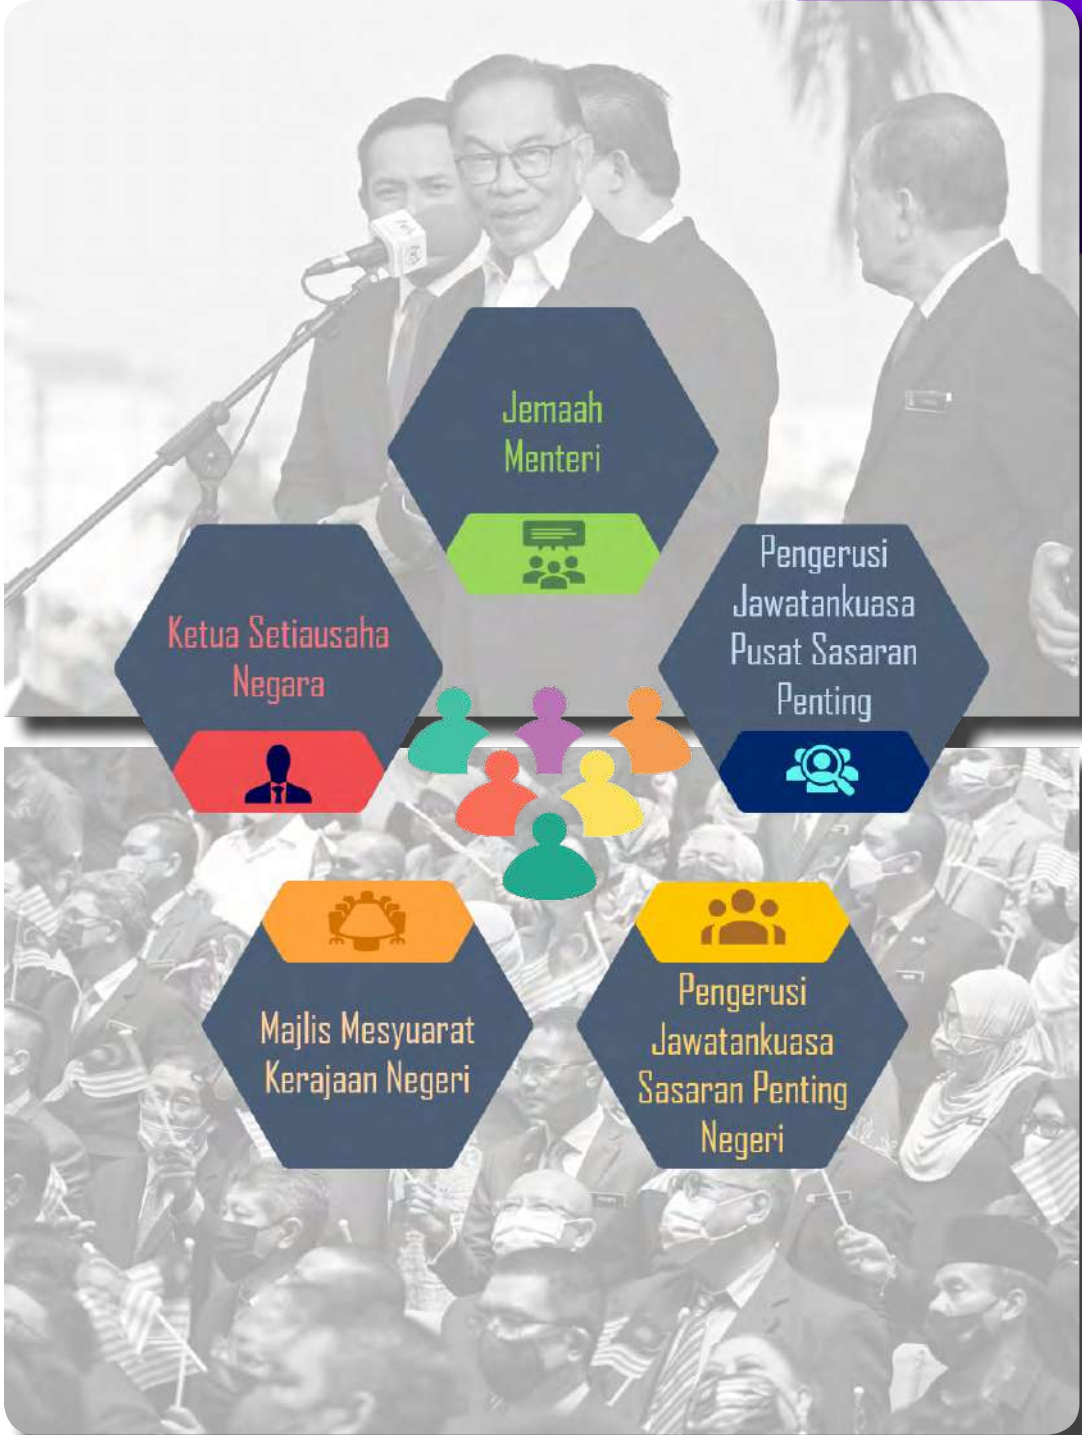 Jemaah
Menteri
Ketua Setiausaha
Negara
Pengerusi
Jawatankuasa
Pusat Sasaran
Penting
Majlis Mesyuarat
Kerajaan Negeri
Pengerusi
Jawatankuasa
Sasaran Penting
Negeri